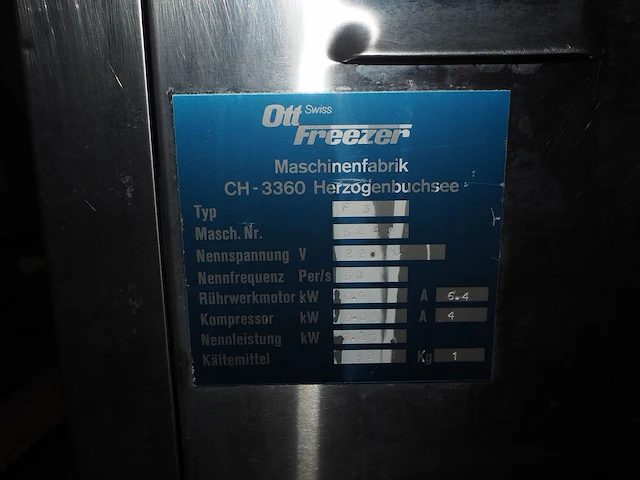 Ott Swiss
Freezer
Maschinenfabrik
CH-3360 Herzogenbuchsee
Typ F 3
Masch. Nr.
Nennspannung V
Nennfrequenz Per/s
Rührwerkmotor kW A 5.4
Kompressor kW A 4
Nennleistung kW
Kältemittel Kg 1